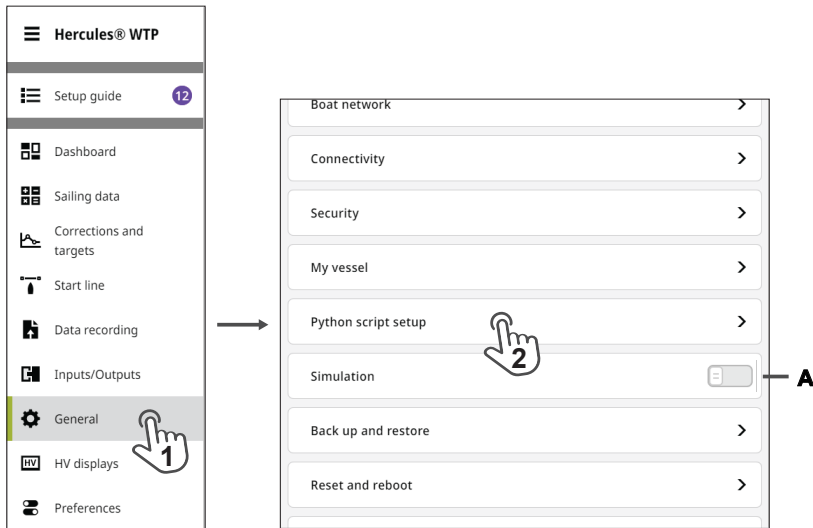 Hercules® WTP
Setup guide 12
Dashboard
Sailing data
Corrections and
targets
Start line
Data recording
Inputs/Outputs
General
1
HV HV displays
Preferences
Boat network
Connectivity
Security
My vessel
Python script setup
2
Simulation
A
Back up and restore
Reset and reboot